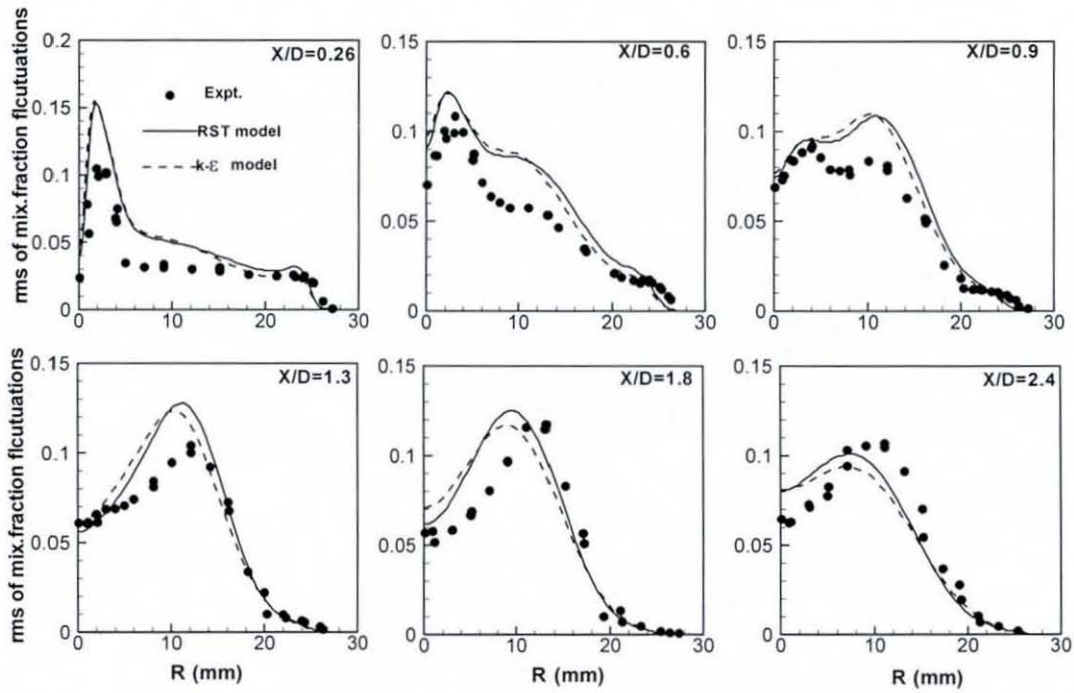 rms of mix.fraction flcutuations
0.2
0.15
0.1
0.05
0
0 10 20 30
X/D=0.26
Expt.
RST model
k-ε model
0.15
0.1
0.05
0
0 10 20 30
X/D=0.6
0.15
0.1
0.05
0
0 10 20 30
X/D=0.9
rms of mix.fraction flcutuations
0.15
0.1
0.05
0
0 10 20 30
X/D=1.3
R (mm)
0.15
0.1
0.05
0
0 10 20 30
X/D=1.8
R (mm)
0.15
0.1
0.05
0
0 10 20 30
X/D=2.4
R (mm)